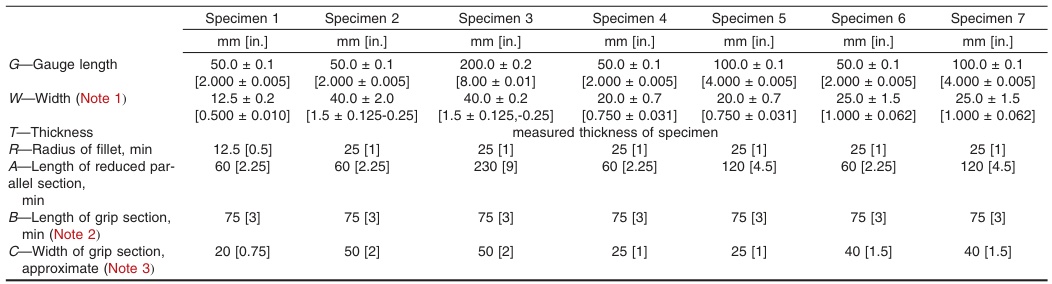 Specimen 1 Specimen 2 Specimen 3 Specimen 4 Specimen 5 Specimen 6 Specimen 7
mm [in.] mm [in.] mm [in.] mm [in.] mm [in.] mm [in.] mm [in.]
G—Gauge length 50.0 ± 0.1 50.0 ± 0.1 200.0 ± 0.2 50.0 ± 0.1 100.0 ± 0.1 50.0 ± 0.1 100.0 ± 0.1
[2.000 ± 0.005] [2.000 ± 0.005] [8.00 ± 0.01] [2.000 ± 0.005] [4.000 ± 0.005] [2.000 ± 0.005] [4.000 ± 0.005]
W—Width (Note 1) 12.5 ± 0.2 40.0 ± 2.0 40.0 ± 0.2 20.0 ± 0.7 20.0 ± 0.7 25.0 ± 1.5 25.0 ± 1.5
[0.500 ± 0.010] [1.5 ± 0.125-0.25] [1.5 ± 0.125,-0.25] [0.750 ± 0.031] [0.750 ± 0.031] [1.000 ± 0.062] [1.000 ± 0.062]
T—Thickness measured thickness of specimen
R—Radius of fillet, min 12.5 [0.5] 25 [1] 25 [1] 25 [1] 25 [1] 25 [1] 25 [1]
A—Length of reduced par- 60 [2.25] 60 [2.25] 230 [9] 60 [2.25] 120 [4.5] 60 [2.25] 120 [4.5]
allel section,
min
B—Length of grip section, 75 [3] 75 [3] 75 [3] 75 [3] 75 [3] 75 [3] 75 [3]
min (Note 2)
C—Width of grip section, 20 [0.75] 50 [2] 50 [2] 25 [1] 25 [1] 40 [1.5] 40 [1.5]
approximate (Note 3)